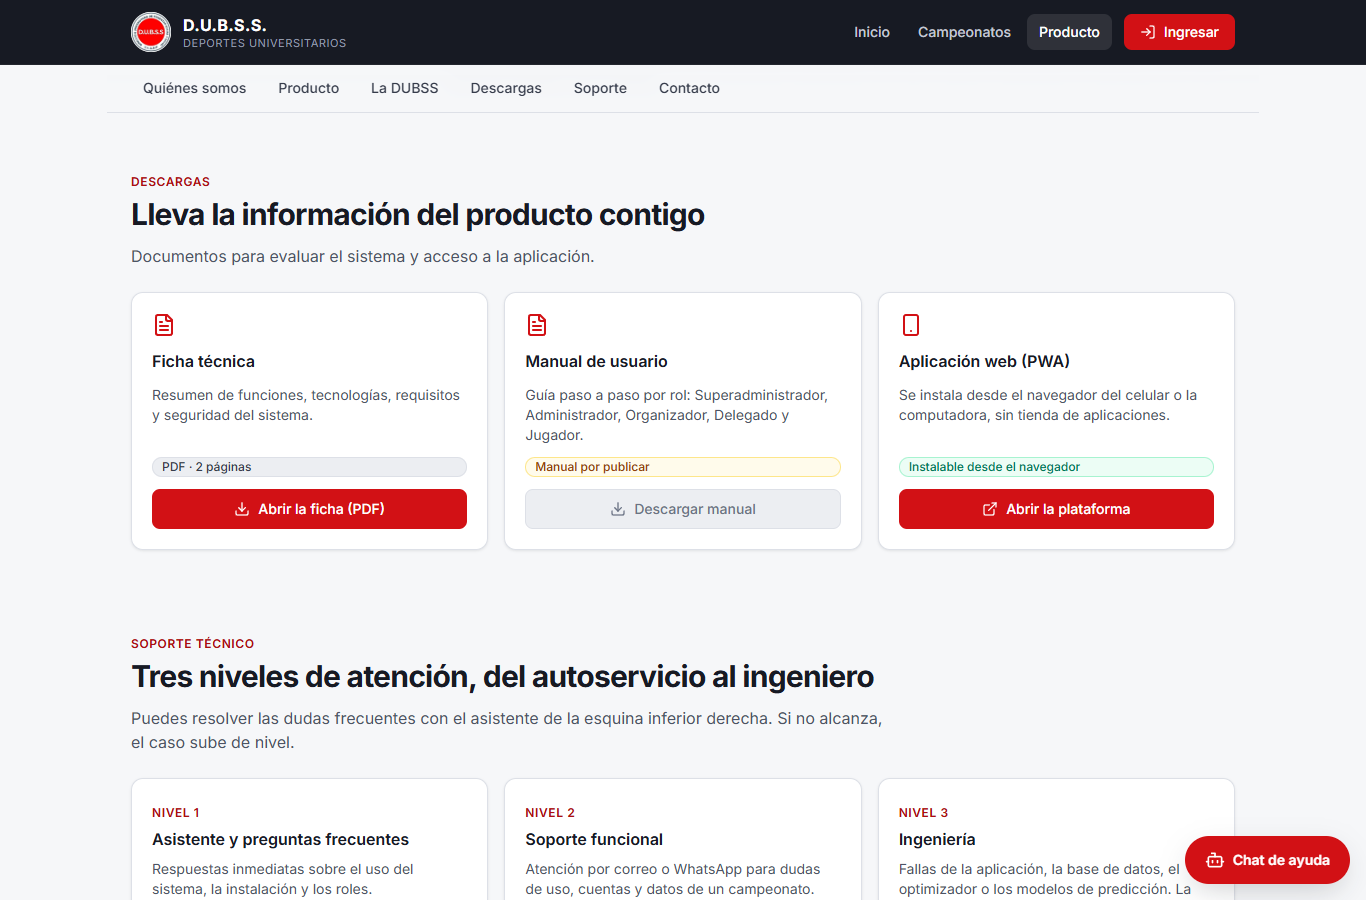 D.U.B.S.S.
D.U.B.S.S.
DEPORTES UNIVERSITARIOS
Inicio
Campeonatos
Producto
Ingresar
Quiénes somos
Producto
La DUBSS
Descargas
Soporte
Contacto
DESCARGAS
Lleva la información del producto contigo
Documentos para evaluar el sistema y acceso a la aplicación.
Ficha técnica
Resumen de funciones, tecnologías, requisitos
y seguridad del sistema.
PDF · 2 páginas
Abrir la ficha (PDF)
Manual de usuario
Guía paso a paso por rol: Superadministrador,
Administrador, Organizador, Delegado y
Jugador.
Manual por publicar
Descargar manual
Aplicación web (PWA)
Se instala desde el navegador del celular o la
computadora, sin tienda de aplicaciones.
Instalable desde el navegador
Abrir la plataforma
SOPORTE TÉCNICO
Tres niveles de atención, del autoservicio al ingeniero
Puedes resolver las dudas frecuentes con el asistente de la esquina inferior derecha. Si no alcanza,
el caso sube de nivel.
NIVEL 1
Asistente y preguntas frecuentes
Respuestas inmediatas sobre el uso del
sistema, la instalación y los roles.
NIVEL 2
Soporte funcional
Atención por correo o WhatsApp para dudas
de uso, cuentas y datos de un campeonato.
NIVEL 3
Ingeniería
Fallas de la aplicación, la base de datos, el
optimizador o los modelos de predicción. La
Chat de ayuda